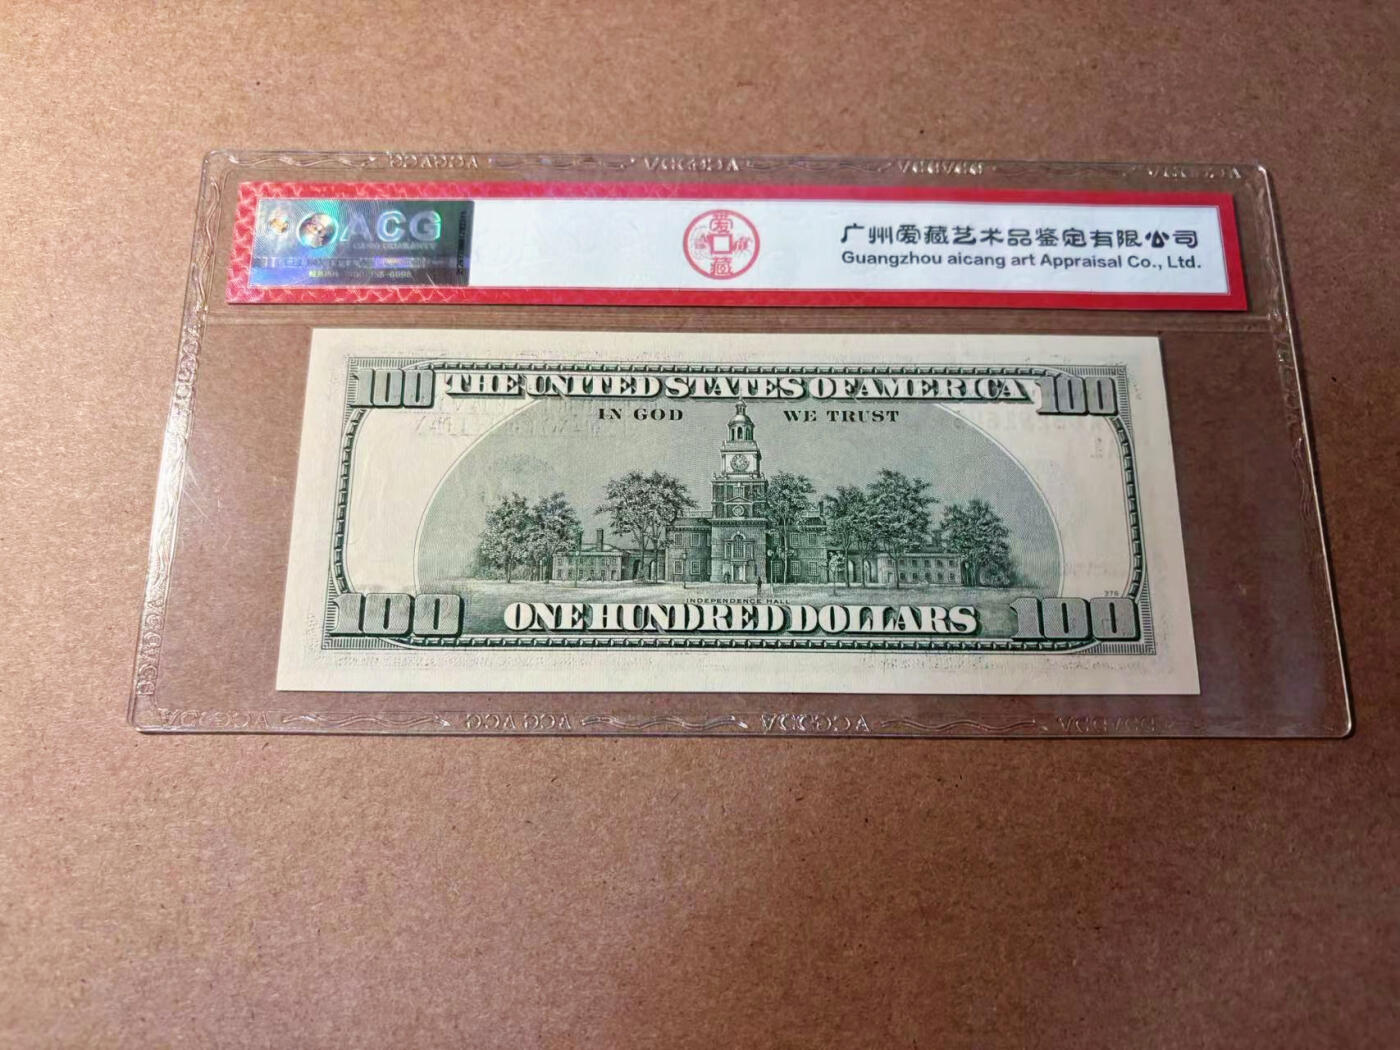 ACG
广州爱藏艺术品鉴定有限公司
Guangzhou aicang art Appraisal Co., Ltd.
爱
藏
100 THE UNITED STATES OF AMERICA 100
IN GOD WE TRUST
INDEPENDENCE HALL
100 ONE HUNDRED DOLLARS 100